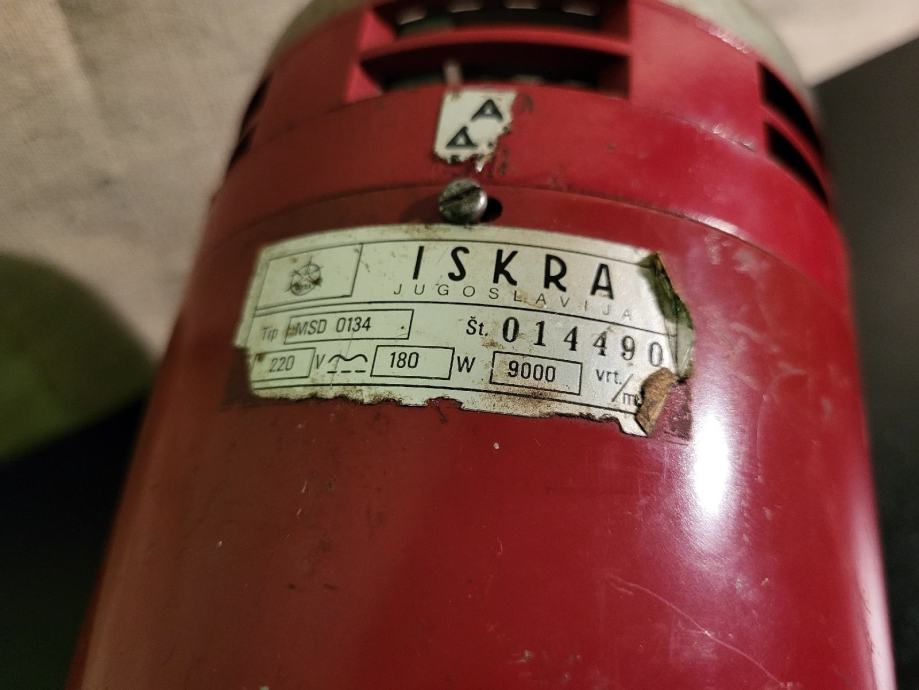 A
A
ISKRA
JUGOSLAVIJA
Tip MSD 0134 Št. 014490
220 V 180 W 9000 vrt./m